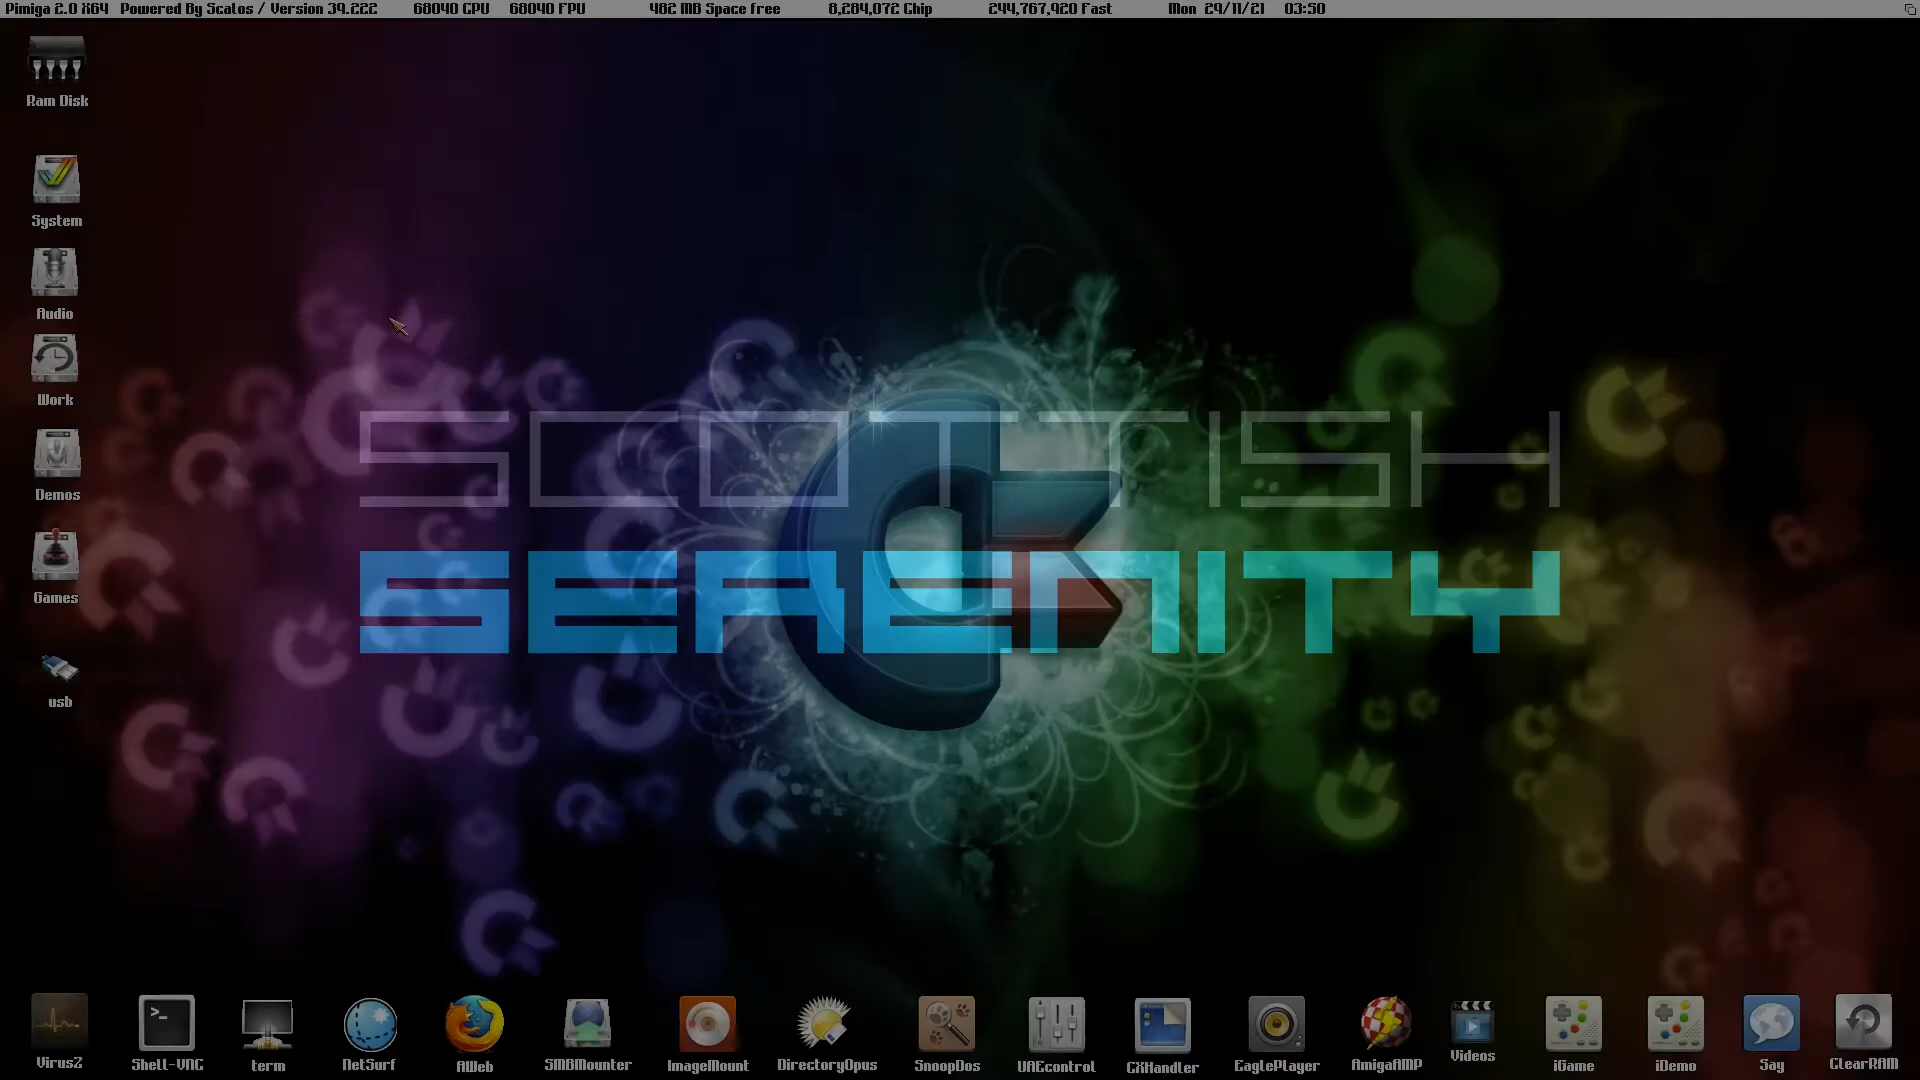 Pimiga 2.0 X64 Powered By Scalos / Version 39.222 68040 CPU 68040 FPU 482 MB Space free 8,284,072 Chip 244,767,920 Fast Mon 29/11/21 03:50
Ram Disk
System
Audio
Work
Demos
Games
usb
SCOTTISH
SERENITY
VirusZ Shell-VNC term NetSurf AWeb SMBMounter ImageMount DirectoryOpus SnoopDos UAEcontrol CXHandler EaglePlayer AmigaAMP Videos iGame iDemo Say ClearRAM